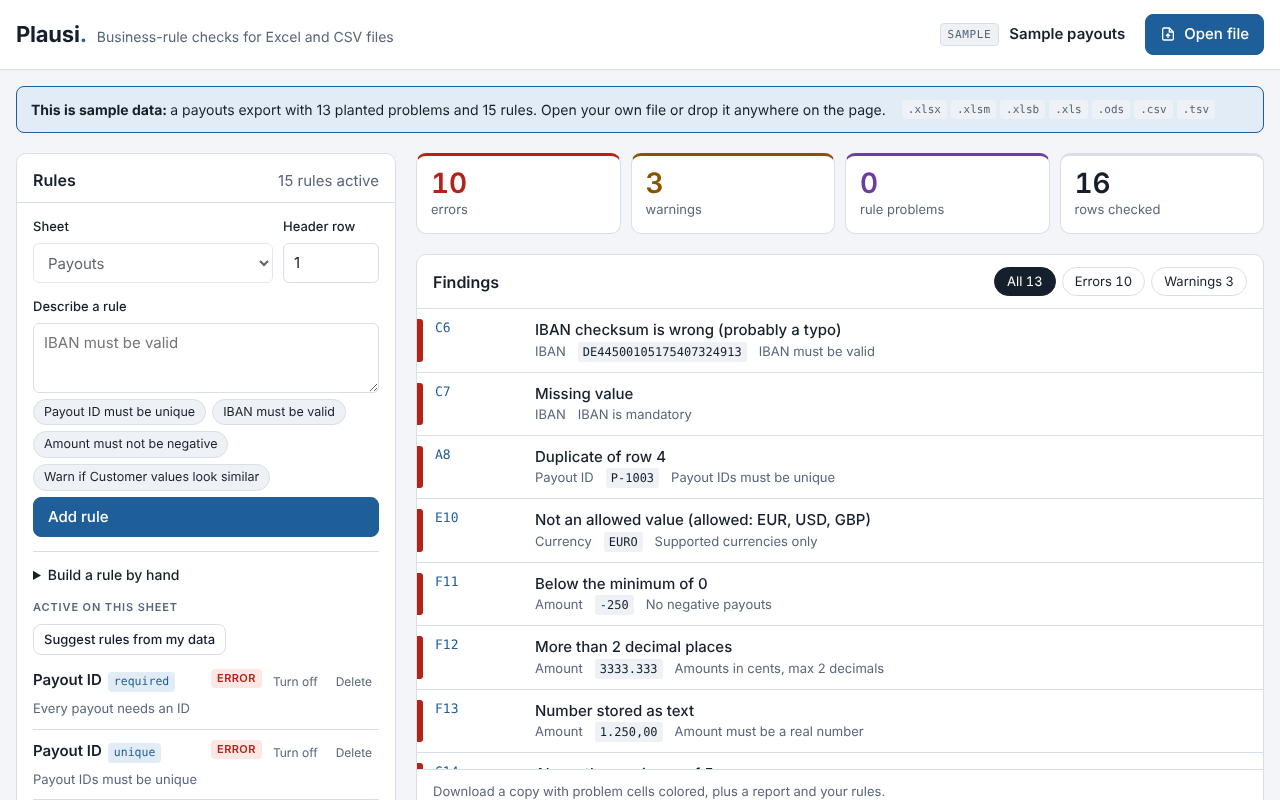 Plausi. Business-rule checks for Excel and CSV files
SAMPLE Sample payouts Open file
This is sample data: a payouts export with 13 planted problems and 15 rules. Open your own file or drop it anywhere on the page. .xlsx .xlsm .xlsb .xls .ods .csv .tsv
Rules 15 rules active
Sheet Header row
Payouts 1
Describe a rule
IBAN must be valid
Payout ID must be unique IBAN must be valid
Amount must not be negative
Warn if Customer values look similar
Add rule
Build a rule by hand
ACTIVE ON THIS SHEET
Suggest rules from my data
Payout ID required ERROR Turn off Delete
Every payout needs an ID
Payout ID unique ERROR Turn off Delete
Payout IDs must be unique
10 errors
3 warnings
0 rule problems
16 rows checked
Findings All 13 Errors 10 Warnings 3
C6 IBAN checksum is wrong (probably a typo)
IBAN DE44500105175407324913 IBAN must be valid
C7 Missing value
IBAN IBAN is mandatory
A8 Duplicate of row 4
Payout ID P-1003 Payout IDs must be unique
E10 Not an allowed value (allowed: EUR, USD, GBP)
Currency EURO Supported currencies only
F11 Below the minimum of 0
Amount -250 No negative payouts
F12 More than 2 decimal places
Amount 3333.333 Amounts in cents, max 2 decimals
F13 Number stored as text
Amount 1.250,00 Amount must be a real number
Download a copy with problem cells colored, plus a report and your rules.